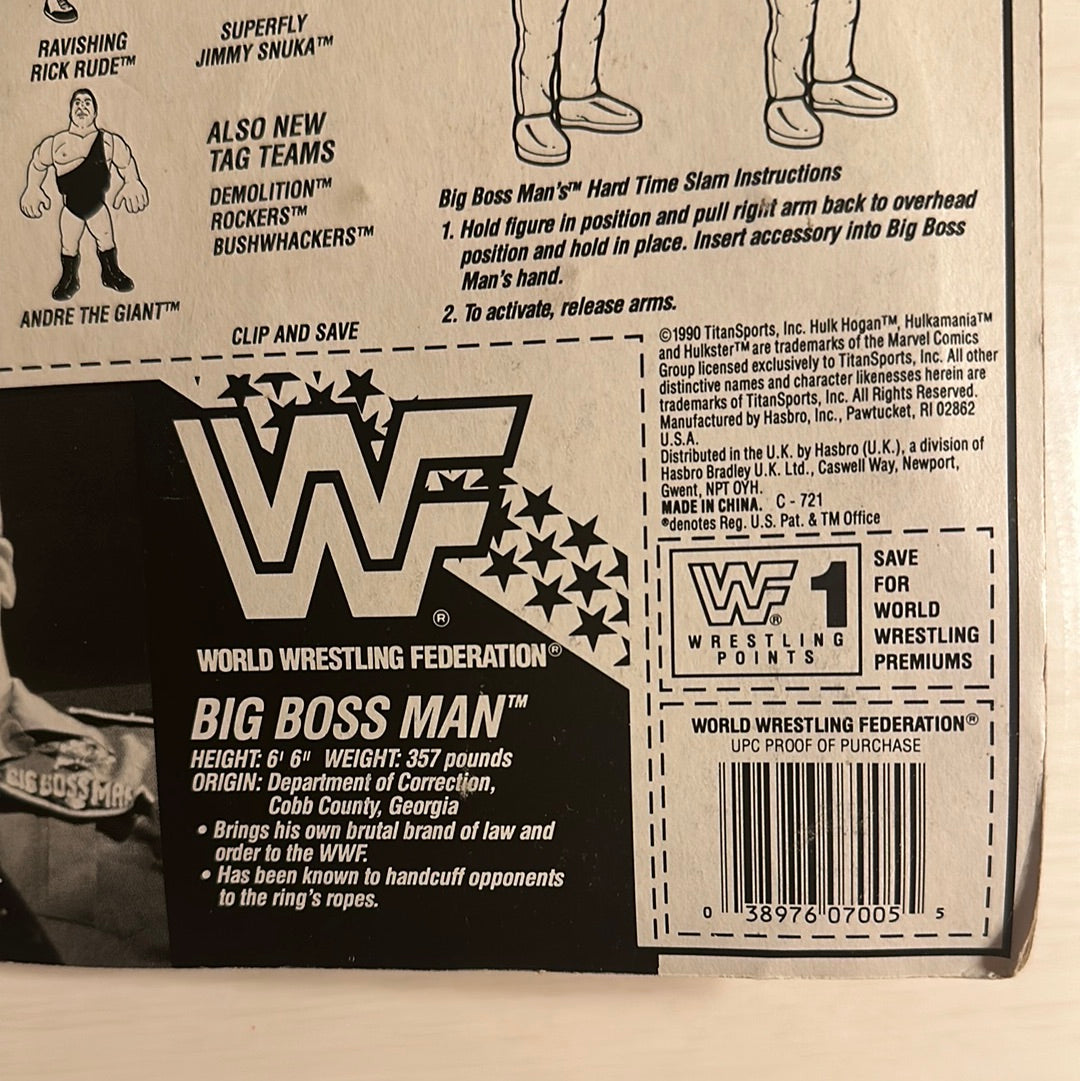 RAVISHING
RICK RUDE™
SUPERFLY
JIMMY SNUKA™
ALSO NEW
TAG TEAMS
DEMOLITION™
ROCKERS™
BUSHWHACKERS™
ANDRE THE GIANT™
CLIP AND SAVE
Big Boss Man's™ Hard Time Slam Instructions
1. Hold figure in position and pull right arm back to overhead
position and hold in place. Insert accessory into Big Boss
Man's hand.
2. To activate, release arms.
©1990 TitanSports, Inc. Hulk Hogan™, Hulkamania™
and Hulkster™ are trademarks of the Marvel Comics
Group licensed exclusively to TitanSports, Inc. All other
distinctive names and character likenesses herein are
trademarks of TitanSports, Inc. All Rights Reserved.
Manufactured by Hasbro, Inc., Pawtucket, RI 02862
U.S.A.
Distributed in the U.K. by Hasbro (U.K.), a division of
Hasbro Bradley U.K. Ltd., Caswell Way, Newport,
Gwent, NPT OYH.
MADE IN CHINA. C - 721
®denotes Reg. U.S. Pat. & TM Office
WF ®
WORLD WRESTLING FEDERATION®
BIG BOSS MAN™
HEIGHT: 6' 6" WEIGHT: 357 pounds
ORIGIN: Department of Correction,
Cobb County, Georgia
• Brings his own brutal brand of law and
order to the WWF.
• Has been known to handcuff opponents
to the ring's ropes.
BIG BOSS MAN
WF ® 1
WRESTLING
POINTS
SAVE
FOR
WORLD
WRESTLING
PREMIUMS
WORLD WRESTLING FEDERATION®
UPC PROOF OF PURCHASE
0 38976 07005 5